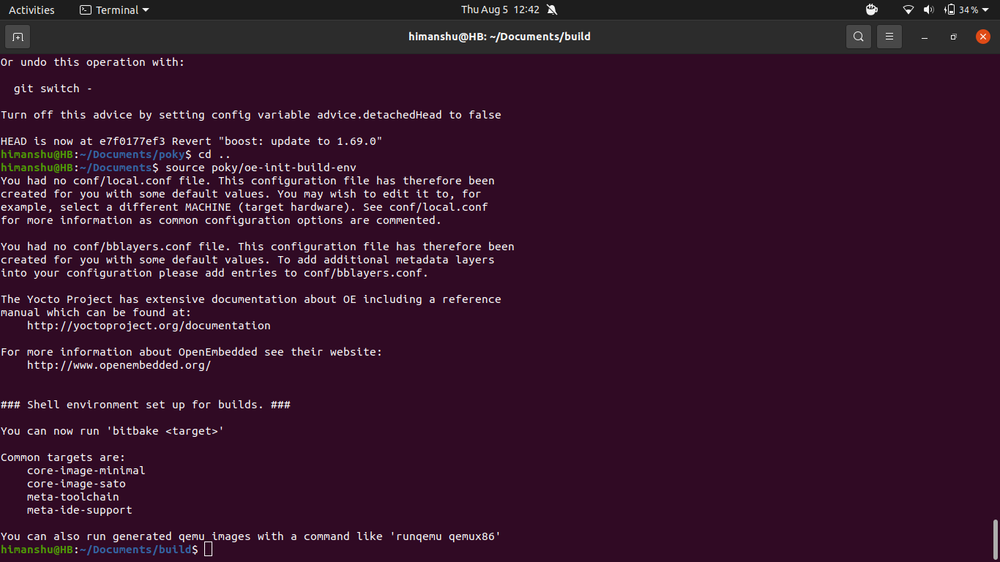 Activities Terminal Thu Aug 5 12:42 34 %
himanshu@HB: ~/Documents/build
Or undo this operation with:
git switch -
Turn off this advice by setting config variable advice.detachedHead to false
HEAD is now at e7f0177ef3 Revert "boost: update to 1.69.0"
himanshu@HB:~/Documents/poky$ cd ..
himanshu@HB:~/Documents$ source poky/oe-init-build-env
You had no conf/local.conf file. This configuration file has therefore been
created for you with some default values. You may wish to edit it to, for
example, select a different MACHINE (target hardware). See conf/local.conf
for more information as common configuration options are commented.
You had no conf/bblayers.conf file. This configuration file has therefore been
created for you with some default values. To add additional metadata layers
into your configuration please add entries to conf/bblayers.conf.
The Yocto Project has extensive documentation about OE including a reference
manual which can be found at:
http://yoctoproject.org/documentation
For more information about OpenEmbedded see their website:
http://www.openembedded.org/
### Shell environment set up for builds. ###
You can now run 'bitbake <target>'
Common targets are:
core-image-minimal
core-image-sato
meta-toolchain
meta-ide-support
You can also run generated qemu images with a command like 'runqemu qemux86'
himanshu@HB:~/Documents/build$